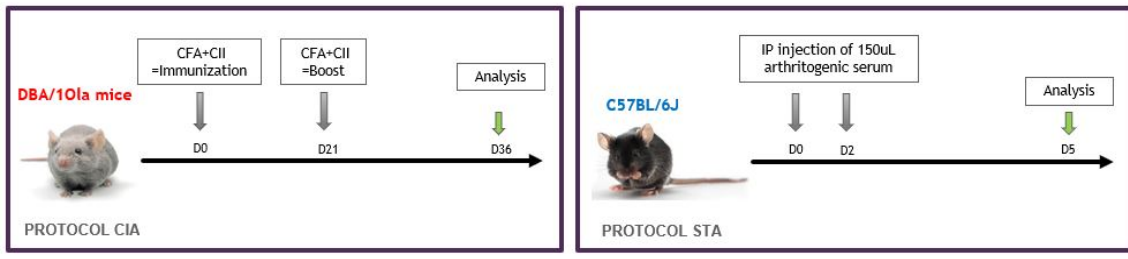 CFA+CII
=Immunization
CFA+CII
=Boost
Analysis
DBA/1Ola mice
D0
D21
D36
PROTOCOL CIA
IP injection of 150uL
arthritogenic serum
Analysis
C57BL/6J
D0
D2
D5
PROTOCOL STA